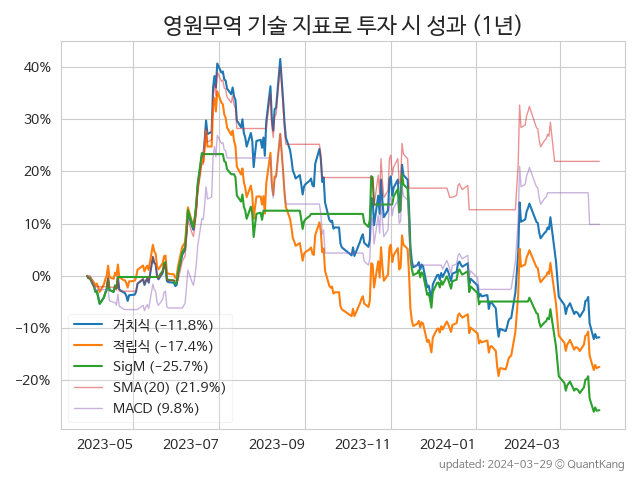 영원무역 기술 지표로 투자 시 성과 (1년)
40%
30%
20%
10%
0%
−10%
−20%
거치식 (−11.8%)
적립식 (−17.4%)
SigM (−25.7%)
SMA(20) (21.9%)
MACD (9.8%)
2023-05 2023-07 2023-09 2023-11 2024-01 2024-03
updated: 2024-03-29 © QuantKang